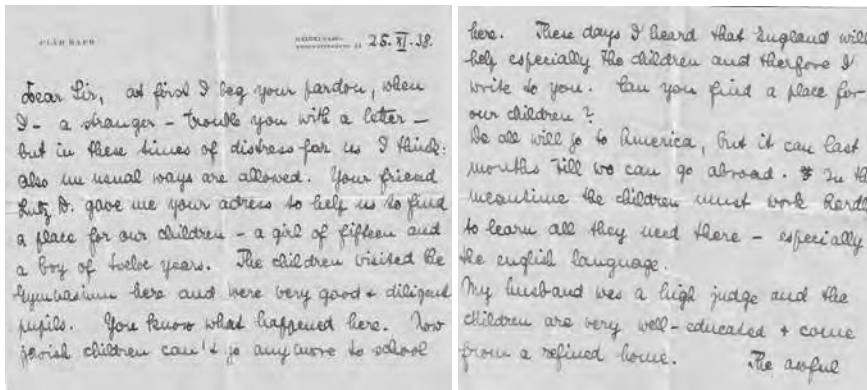 25. XI. 38.
Dear Sir, at first I beg your pardon, when
I - a stranger - trouble you with a letter -
but in these times of distress for us I think:
also un usual ways are allowed. Your friend
Lutz D. gave me your adress to help us to find
a place for our children - a girl of fifteen and
a boy of twelve years. The children visited the
Gymnasium here and were very good + diligent
pupils. You know what happened here. Now
jewish children can't go any more to school
here. These days I heard that England will
help especially the children and therfore I
write to you. Can you find a place for
our children?
We all will go to America, but it can last
months till we can go abroad. In the
meantime the children must work hardly
to learn all they need there - especially
the english language.
My husband was a high judge and the
children are very well-educated + come
from a refined home. The awful